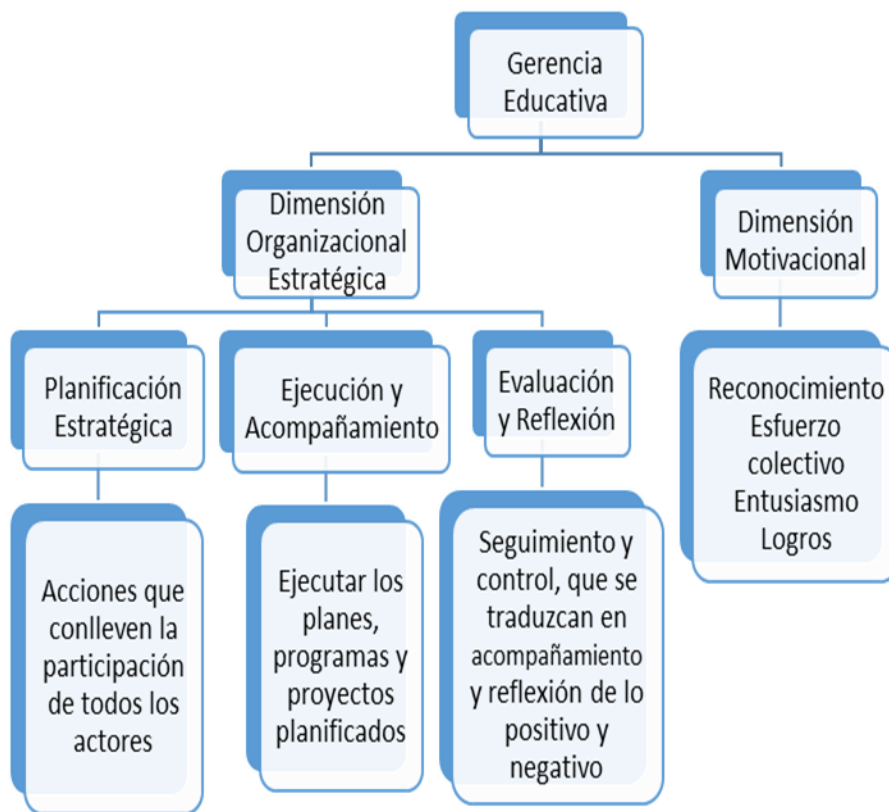 Gerencia
Educativa
Dimensión
Organizacional
Estratégica
Dimensión
Motivacional
Planificación
Estratégica
Ejecución y
Acompañamiento
Evaluación
y Reflexión
Reconocimiento
Esfuerzo
colectivo
Entusiasmo
Logros
Acciones que
conlleven la
participación
de todos los
actores
Ejecutar los
planes,
programas y
proyectos
planificados
Seguimiento y
control, que se
traduzcan en
acompañamiento
y reflexión de lo
positivo y
negativo